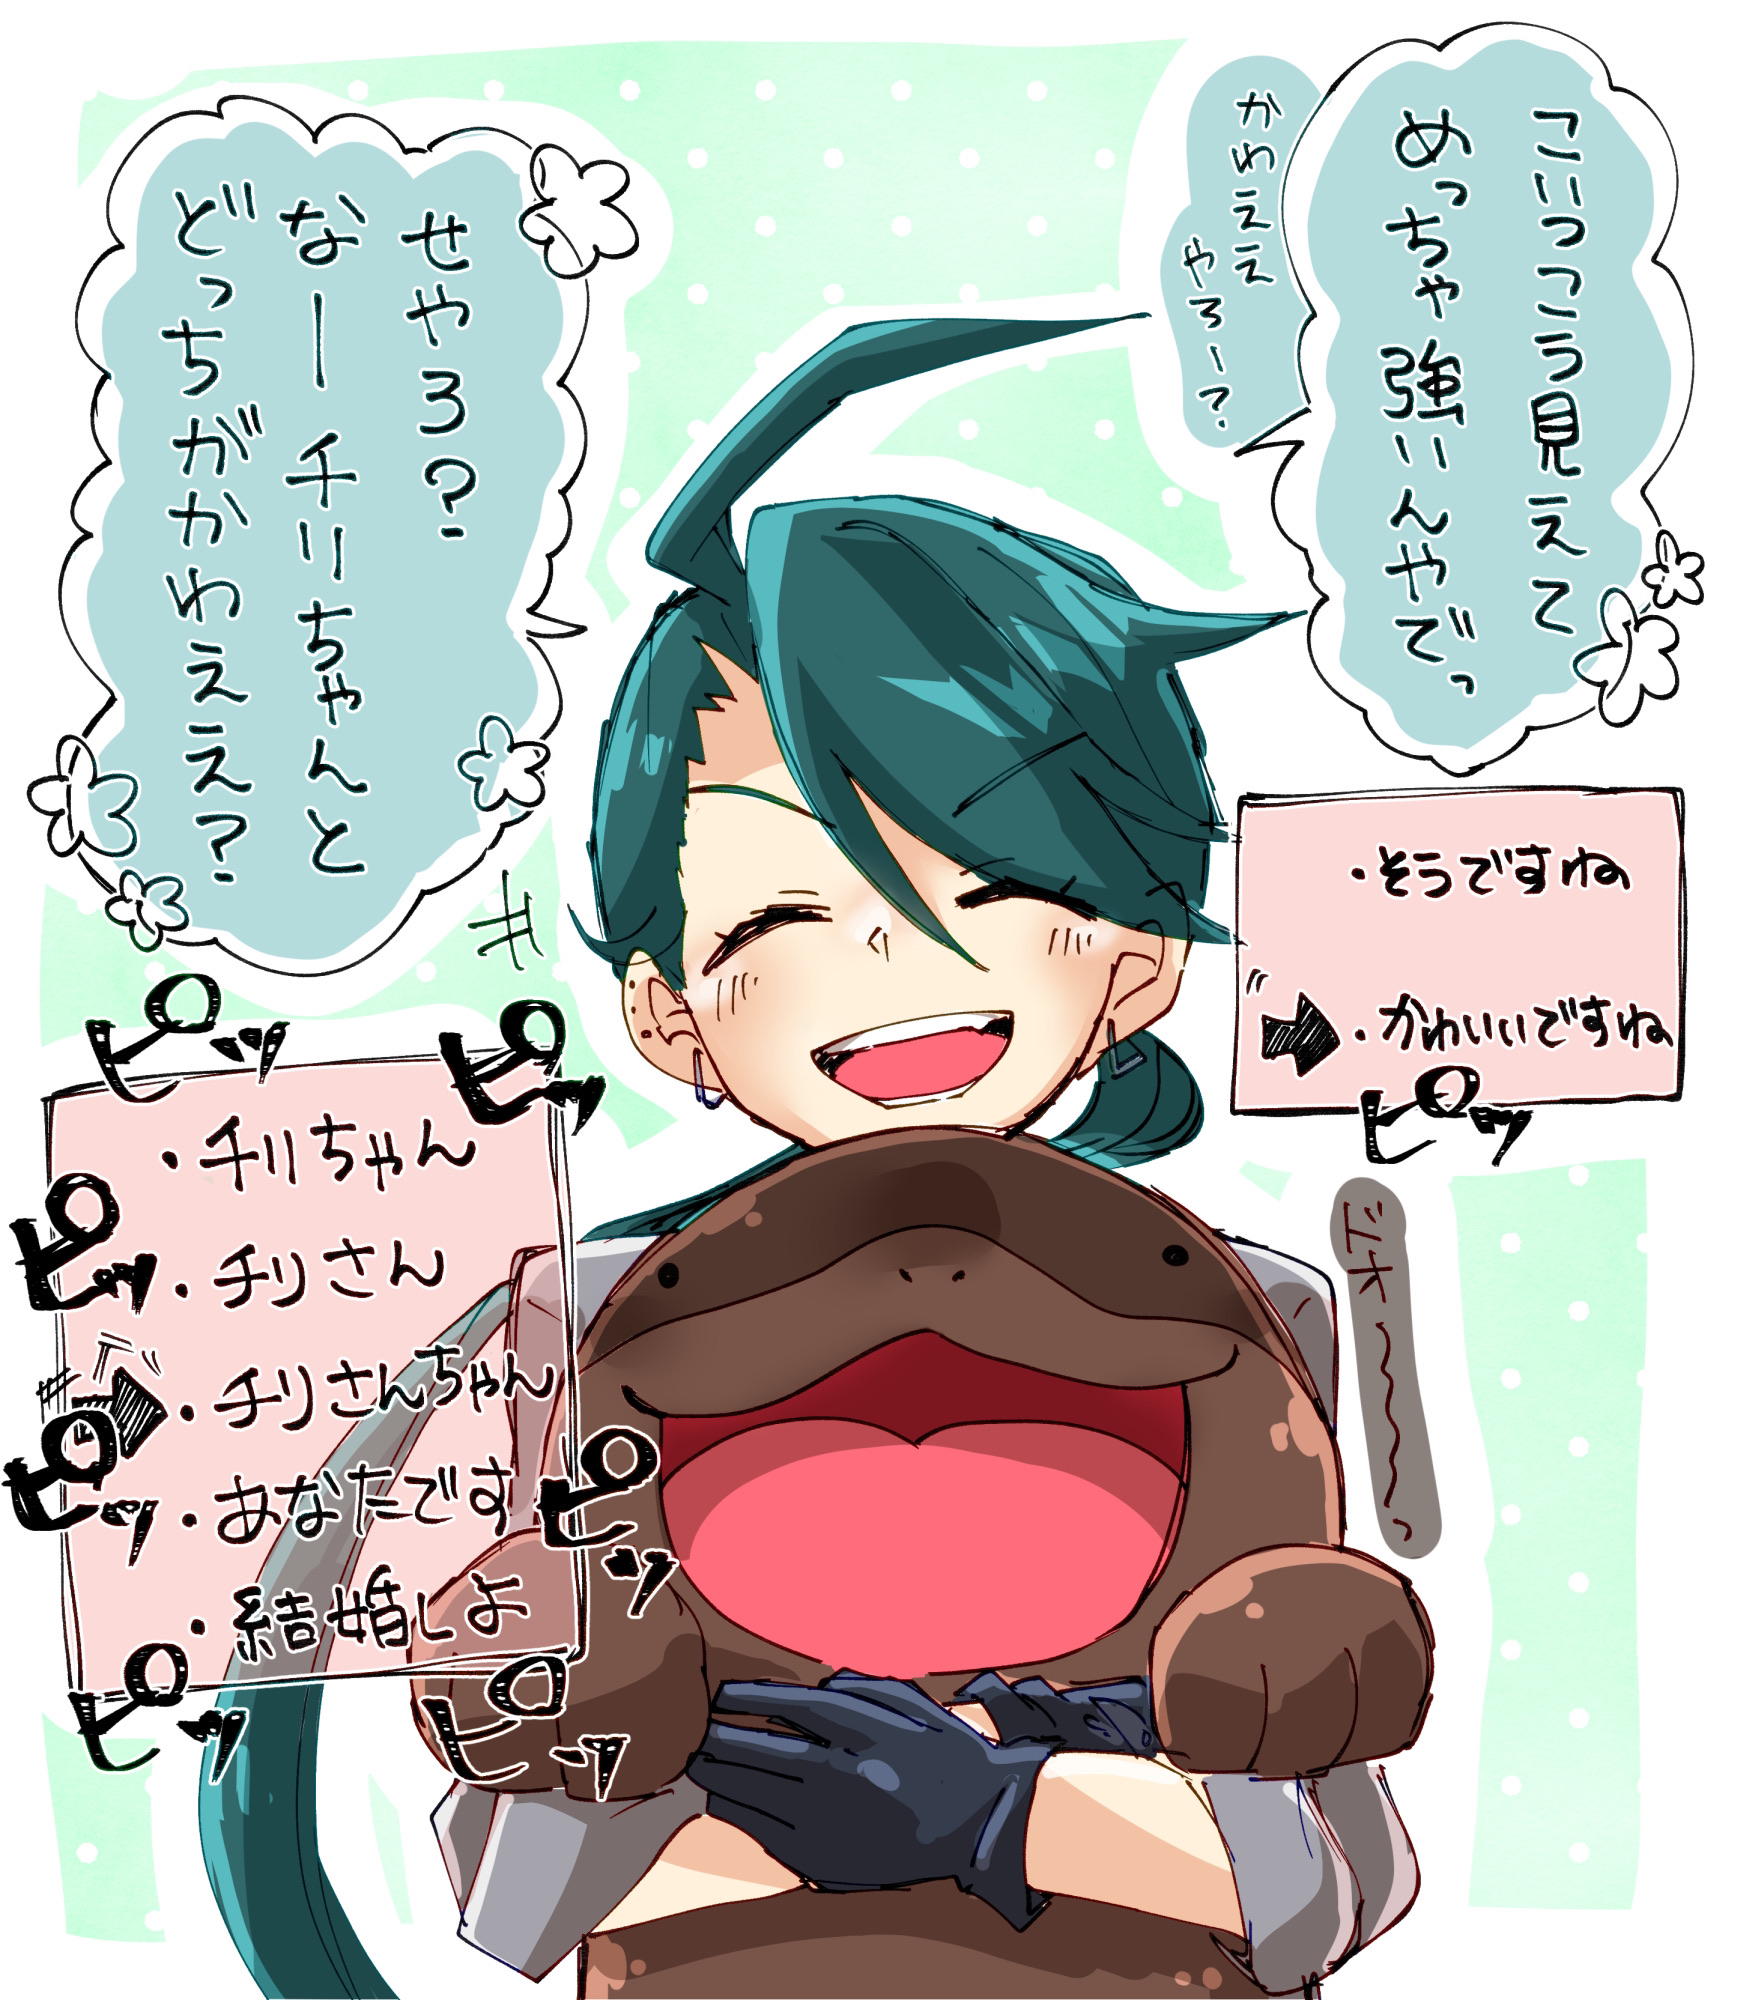 こいつこう見えて
めっちゃ強いんやでっ
かわええ
やろー？
・そうですね
・かわいいですね
ピッ
せやろ？
なーチリちゃんと
どっちがかわええ？
ピッ
ピッ
・チリちゃん
ピッ
・チリさん
・チリさんちゃん
ピッ
・あなたです
ピッ
・結婚しよ
ピッ
ピッ
ドオ〜〜〜っ